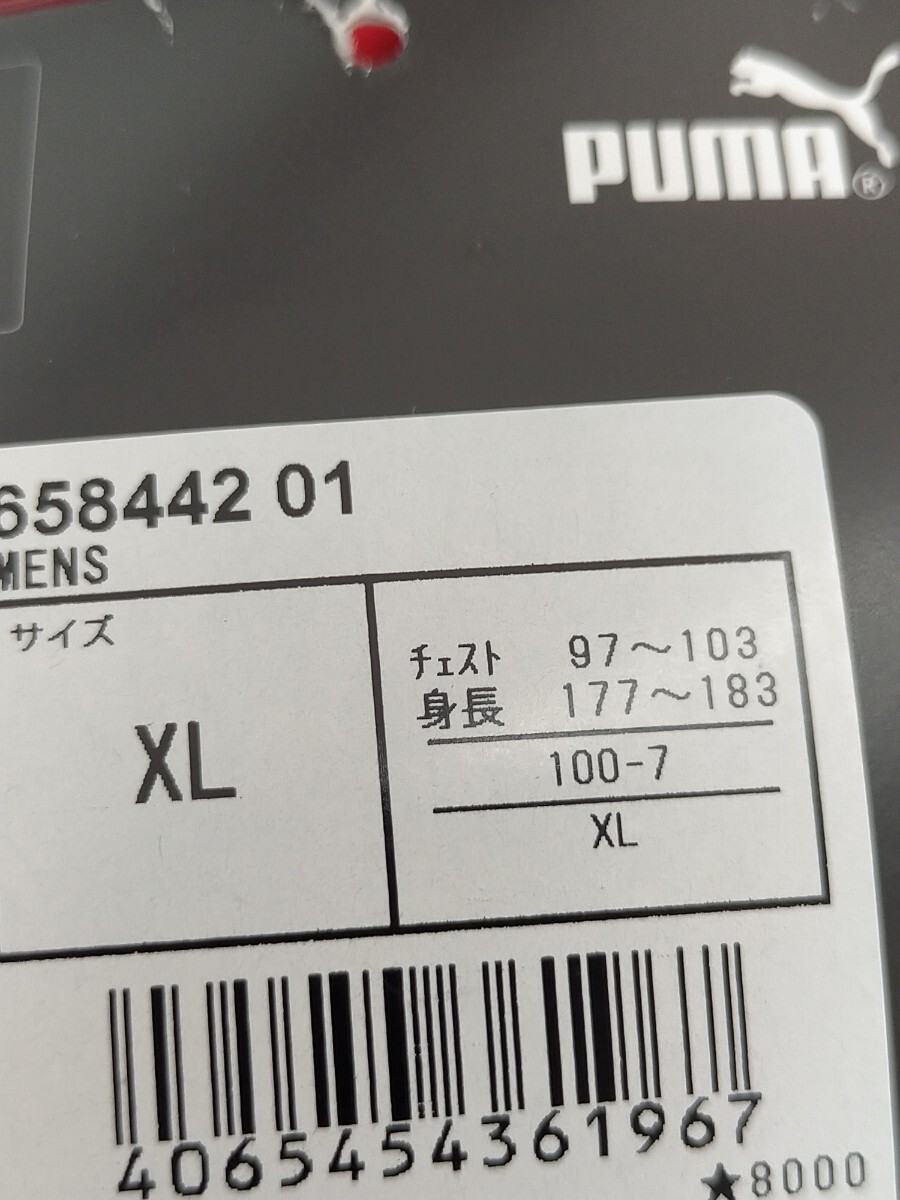 PUMA®
658442 01
MENS
サイズ
XL
チェスト 97～103
身長 177～183
100-7
XL
4065454361967
★8000